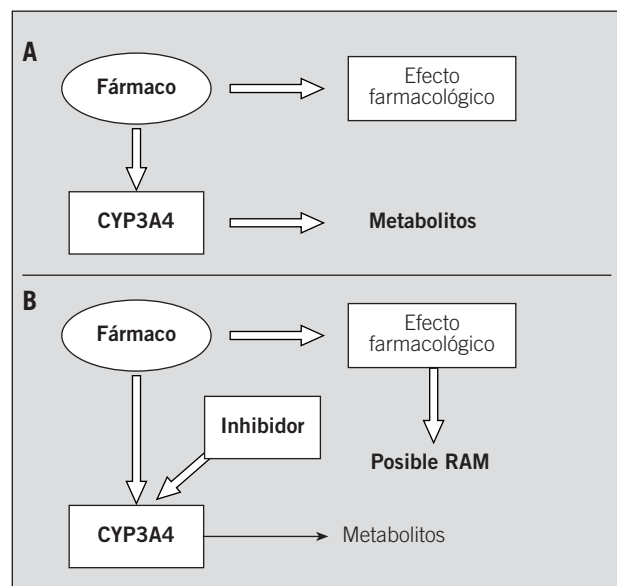 A
Fármaco
Efecto
farmacológico
CYP3A4
Metabolitos
B
Fármaco
Efecto
farmacológico
Inhibidor
Posible RAM
CYP3A4
Metabolitos